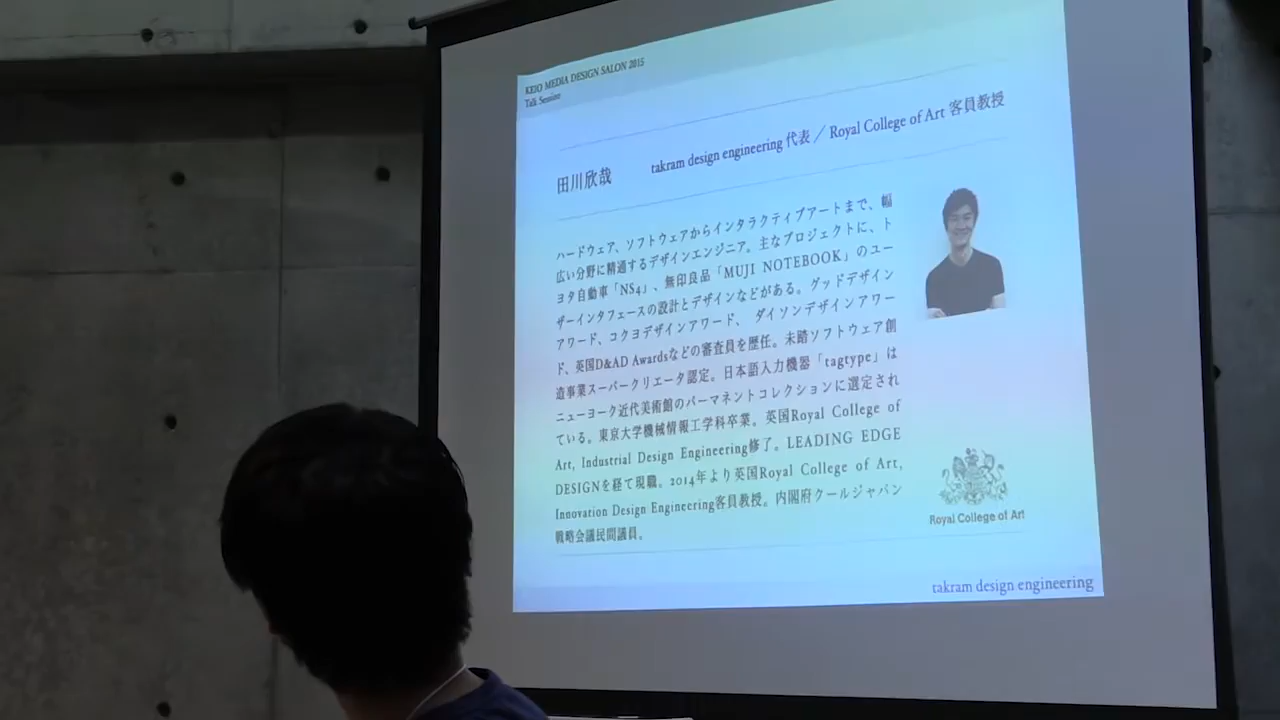 KEIO MEDIA DESIGN SALON 2015
Talk Session
田川欣哉 takram design engineering 代表 / Royal College of Art 客員教授
ハードウェア、ソフトウェアからインタラクティブアートまで、幅
広い分野に精通するデザインエンジニア。主なプロジェクトに、ト
ヨタ自動車「NS4」、無印良品「MUJI NOTEBOOK」のユー
ザーインタフェースの設計とデザインなどがある。グッドデザイン
アワード、コクヨデザインアワード、 ダイソンデザインアワー
ド、英国D&AD Awardsなどの審査員を歴任。未踏ソフトウェア創
造事業スーパークリエータ認定。日本語入力機器「tagtype」は
ニューヨーク近代美術館のパーマネントコレクションに選定され
ている。東京大学機械情報工学科卒業。英国Royal College of
Art, Industrial Design Engineering修了。LEADING EDGE
DESIGNを経て現職。2014年より英国Royal College of Art,
Innovation Design Engineering客員教授。内閣府クールジャパン
戦略会議民間議員。
Royal College of Art
takram design engineering